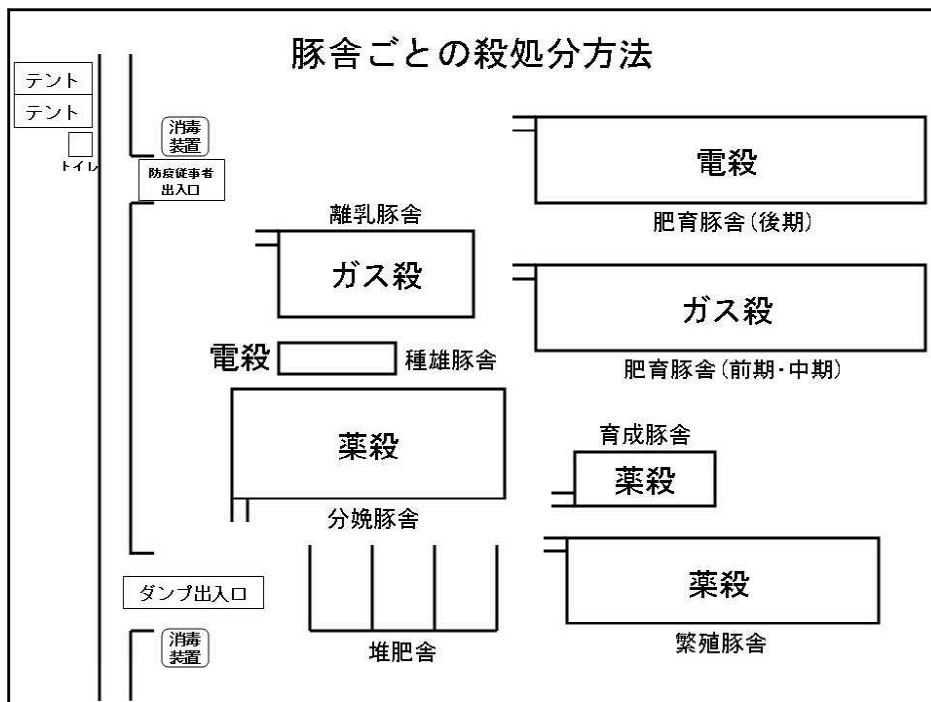 豚舎ごとの殺処分方法
テント
テント
トイレ
消毒
装置
防疫従事者
出入口
電殺
肥育豚舎(後期)
離乳豚舎
ガス殺
ガス殺
肥育豚舎(前期・中期)
電殺
種雄豚舎
薬殺
分娩豚舎
育成豚舎
薬殺
薬殺
繁殖豚舎
ダンプ出入口
堆肥舎
消毒
装置